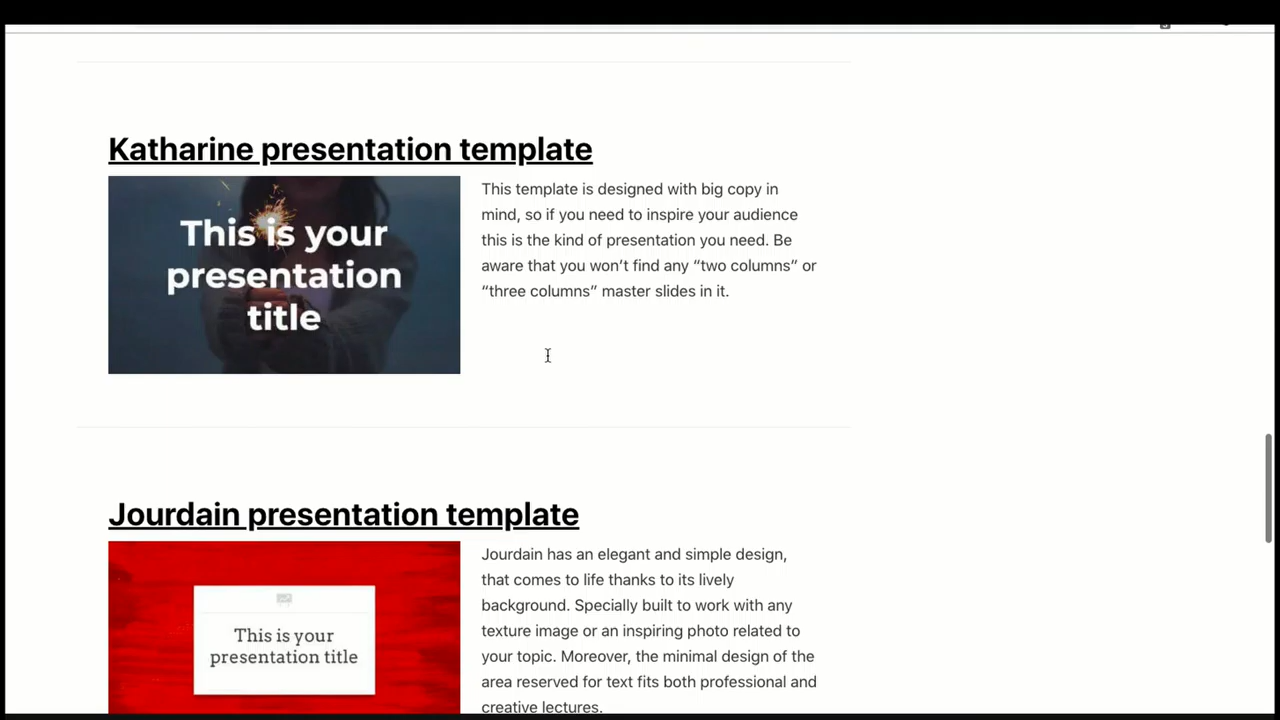 Katharine presentation template
This is your
presentation
title
This template is designed with big copy in
mind, so if you need to inspire your audience
this is the kind of presentation you need. Be
aware that you won’t find any “two columns” or
“three columns” master slides in it.
Jourdain presentation template
This is your
presentation title
Jourdain has an elegant and simple design,
that comes to life thanks to its lively
background. Specially built to work with any
texture image or an inspiring photo related to
your topic. Moreover, the minimal design of the
area reserved for text fits both professional and
creative lectures.